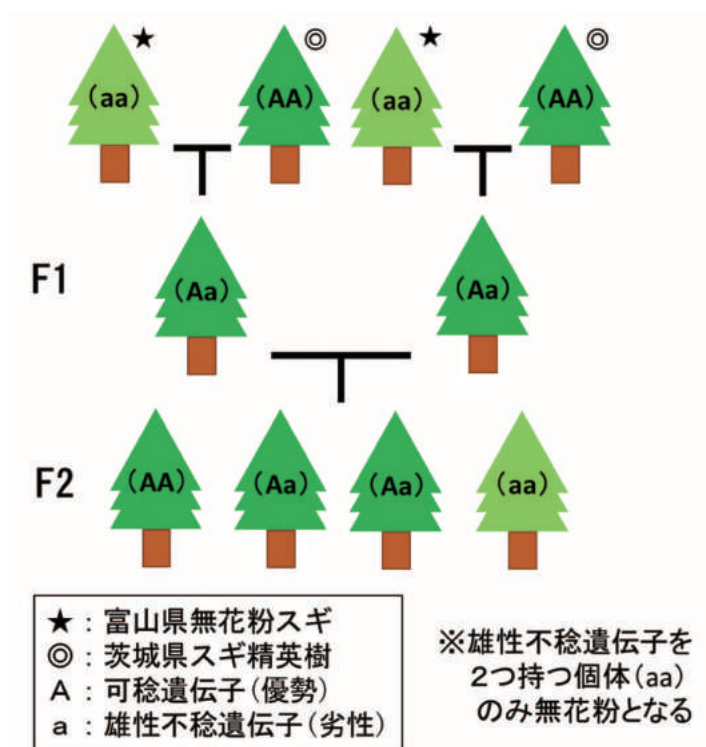 ★ ◎ ★ ◎
(aa) (AA) (aa) (AA)
F1
(Aa) (Aa)
F2
(AA) (Aa) (Aa) (aa)
★：富山県無花粉スギ
◎：茨城県スギ精英樹
A：可稔遺伝子(優勢)
a：雄性不稔遺伝子(劣性)
※雄性不稔遺伝子を
2つ持つ個体(aa)
のみ無花粉となる